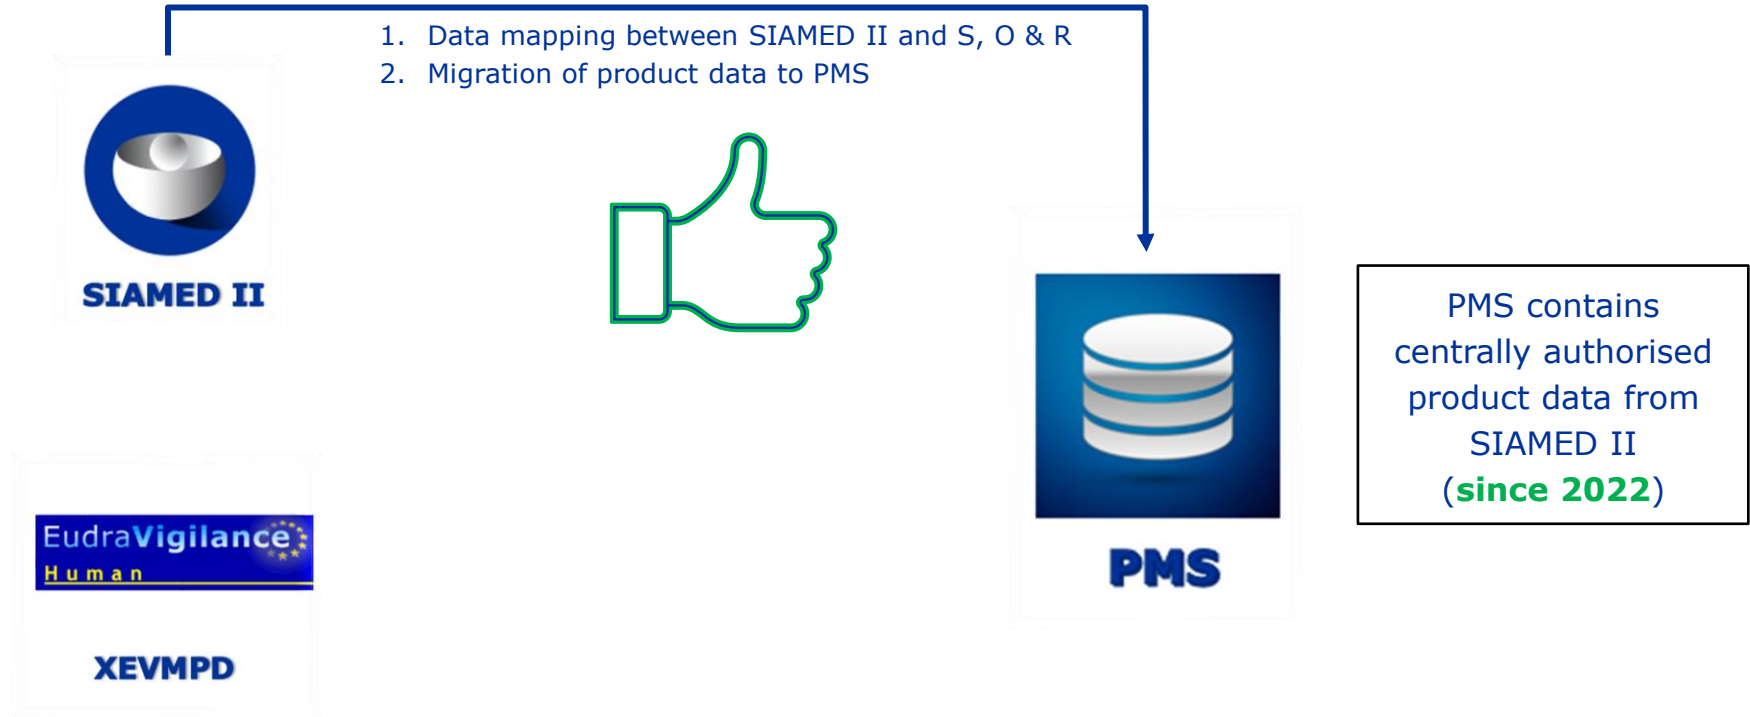 1. Data mapping between SIAMED II and S, O & R
2. Migration of product data to PMS
SIAMED II
PMS contains
centrally authorised
product data from
SIAMED II
(since 2022)
PMS
EudraVigilance
Human
XEVMPD